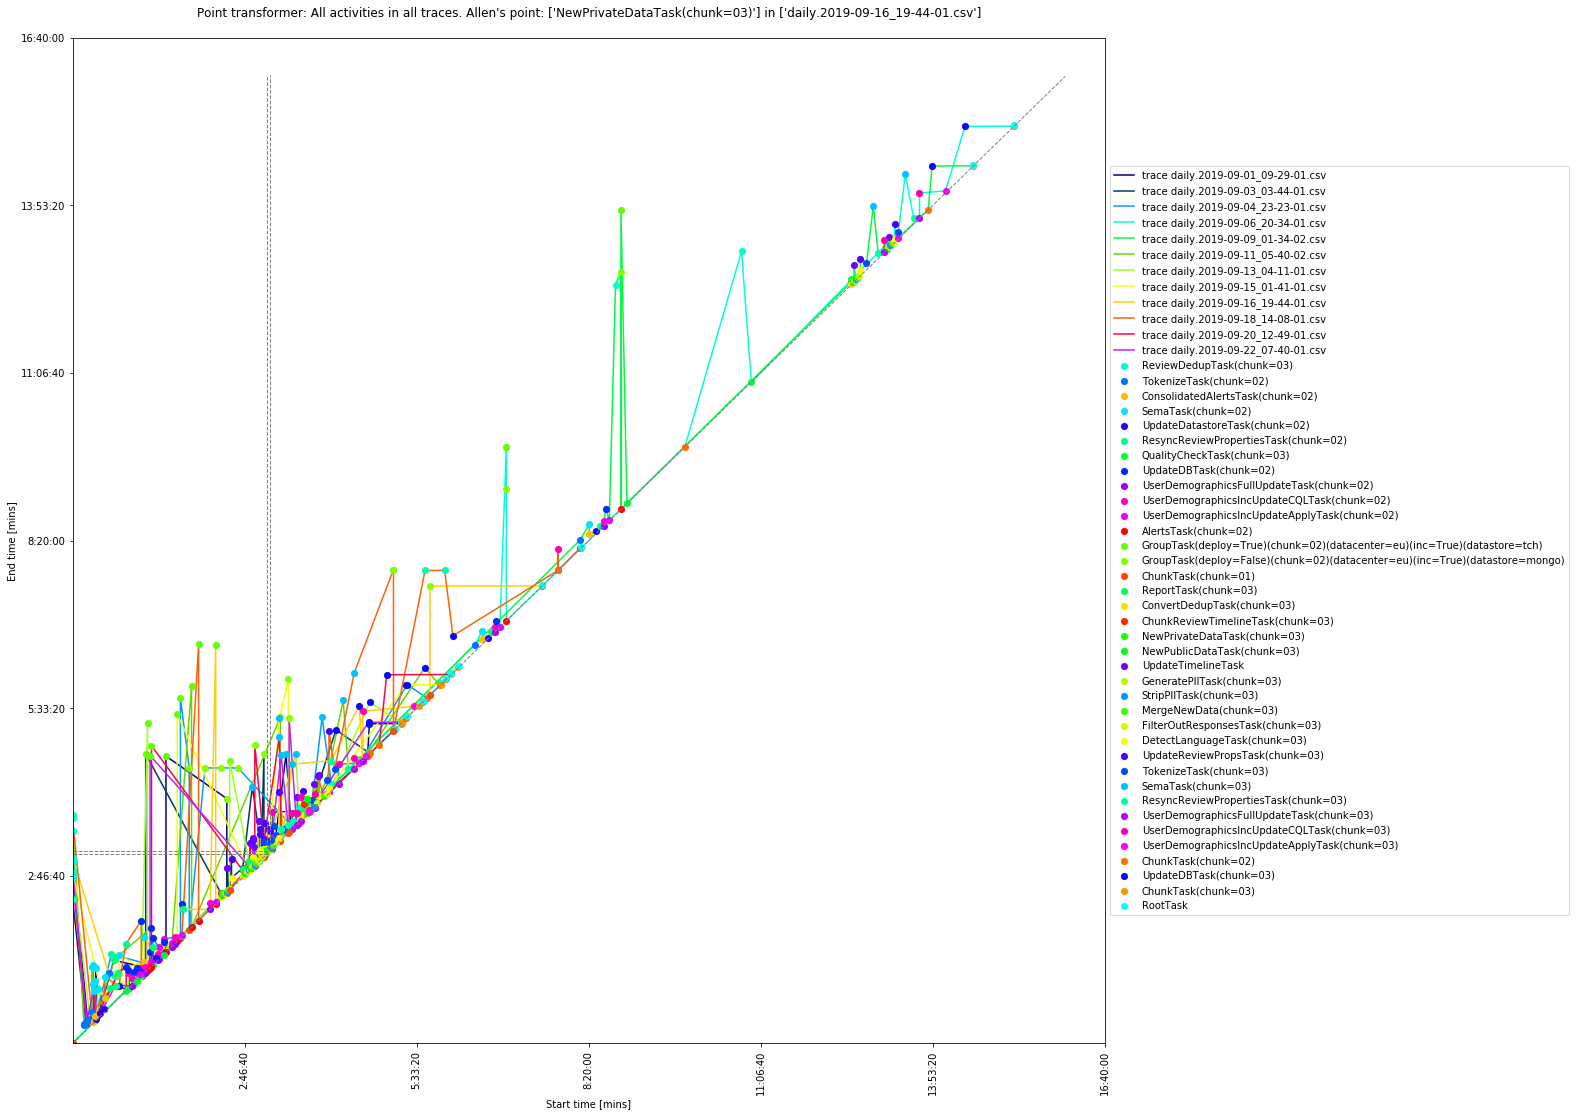 Point transformer: All activities in all traces. Allen's point: ['NewPrivateDataTask(chunk=03)'] in ['daily.2019-09-16_19-44-01.csv']
16:40:00
13:53:20
11:06:40
8:20:00
5:33:20
2:46:40
End time [mins]
2:46:40
5:33:20
8:20:00
11:06:40
13:53:20
16:40:00
Start time [mins]
trace daily.2019-09-01_09-29-01.csv
trace daily.2019-09-03_03-44-01.csv
trace daily.2019-09-04_23-23-01.csv
trace daily.2019-09-06_20-34-01.csv
trace daily.2019-09-09_01-34-02.csv
trace daily.2019-09-11_05-40-02.csv
trace daily.2019-09-13_04-11-01.csv
trace daily.2019-09-15_01-41-01.csv
trace daily.2019-09-16_19-44-01.csv
trace daily.2019-09-18_14-08-01.csv
trace daily.2019-09-20_12-49-01.csv
trace daily.2019-09-22_07-40-01.csv
ReviewDedupTask(chunk=03)
TokenizeTask(chunk=02)
ConsolidatedAlertsTask(chunk=02)
SemaTask(chunk=02)
UpdateDatastoreTask(chunk=02)
ResyncReviewPropertiesTask(chunk=02)
QualityCheckTask(chunk=03)
UpdateDBTask(chunk=02)
UserDemographicsFullUpdateTask(chunk=02)
UserDemographicsIncUpdateCQLTask(chunk=02)
UserDemographicsIncUpdateApplyTask(chunk=02)
AlertsTask(chunk=02)
GroupTask(deploy=True)(chunk=02)(datacenter=eu)(inc=True)(datastore=tch)
GroupTask(deploy=False)(chunk=02)(datacenter=eu)(inc=True)(datastore=mongo)
ChunkTask(chunk=01)
ReportTask(chunk=03)
ConvertDedupTask(chunk=03)
ChunkReviewTimelineTask(chunk=03)
NewPrivateDataTask(chunk=03)
NewPublicDataTask(chunk=03)
UpdateTimelineTask
GeneratePIITask(chunk=03)
StripPIITask(chunk=03)
MergeNewData(chunk=03)
FilterOutResponsesTask(chunk=03)
DetectLanguageTask(chunk=03)
UpdateReviewPropsTask(chunk=03)
TokenizeTask(chunk=03)
SemaTask(chunk=03)
ResyncReviewPropertiesTask(chunk=03)
UserDemographicsFullUpdateTask(chunk=03)
UserDemographicsIncUpdateCQLTask(chunk=03)
UserDemographicsIncUpdateApplyTask(chunk=03)
ChunkTask(chunk=02)
UpdateDBTask(chunk=03)
ChunkTask(chunk=03)
RootTask